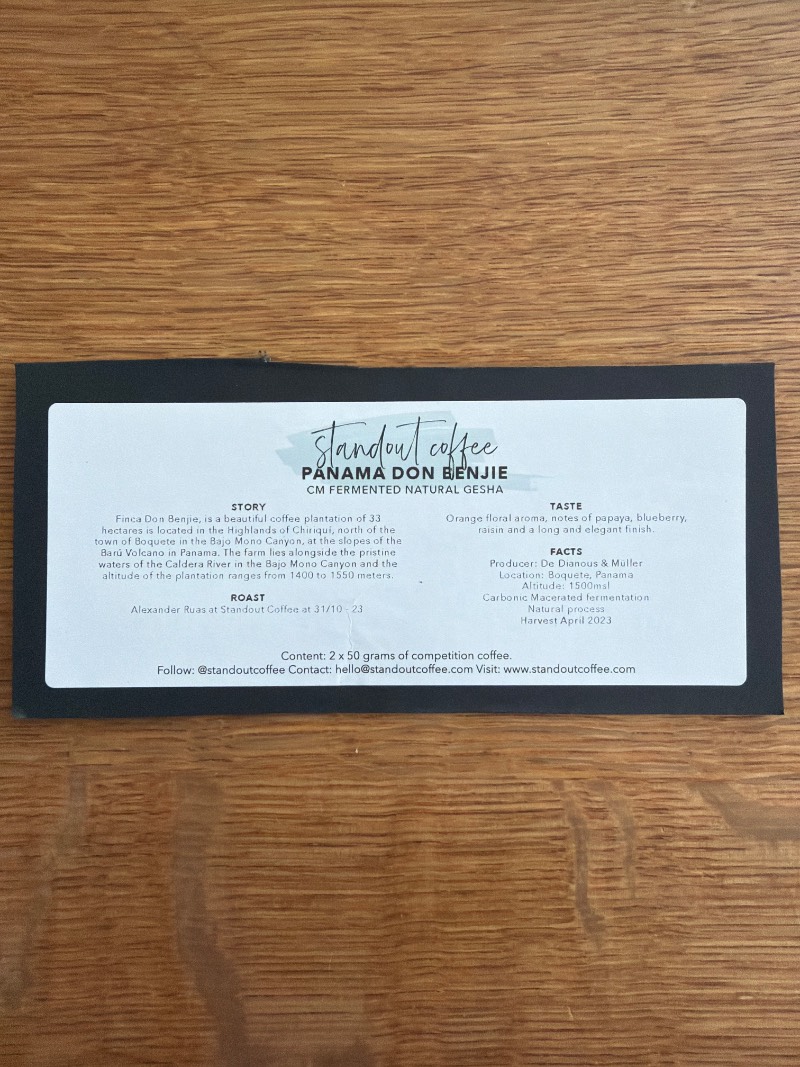 standout coffee
PANAMA DON BENJIE
CM FERMENTED NATURAL GESHA
STORY
Finca Don Benjie, is a beautiful coffee plantation of 33
hectares is located in the Highlands of Chiriquí, north of the
town of Boquete in the Bajo Mono Canyon, at the slopes of the
Barú Volcano in Panama. The farm lies alongside the pristine
waters of the Caldera River in the Bajo Mono Canyon and the
altitude of the plantation ranges from 1400 to 1550 meters.
ROAST
Alexander Ruas at Standout Coffee at 31/10 - 23
TASTE
Orange floral aroma, notes of papaya, blueberry,
raisin and a long and elegant finish.
FACTS
Producer: De Dianous & Müller
Location: Boquete, Panama
Altitude: 1500msl
Carbonic Macerated fermentation
Natural process
Harvest April 2023
Content: 2 x 50 grams of competition coffee.
Follow: @standoutcoffee Contact: hello@standoutcoffee.com Visit: www.standoutcoffee.com